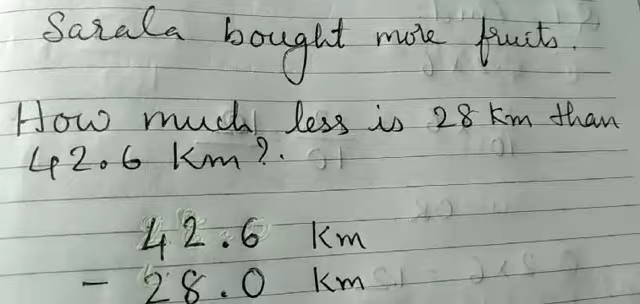 Sarala bought more fruits.
How much less is 28 km than
42.6 km?.
42.6 km
- 28.0 km